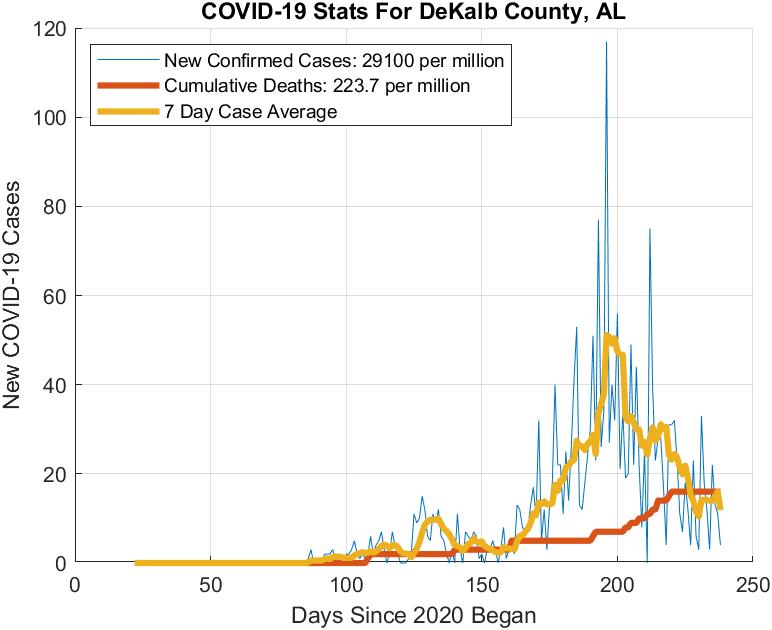 COVID-19 Stats For DeKalb County, AL
New Confirmed Cases: 29100 per million
Cumulative Deaths: 223.7 per million
7 Day Case Average
New COVID-19 Cases
120
100
80
60
40
20
0
0 50 100 150 200 250
Days Since 2020 Began